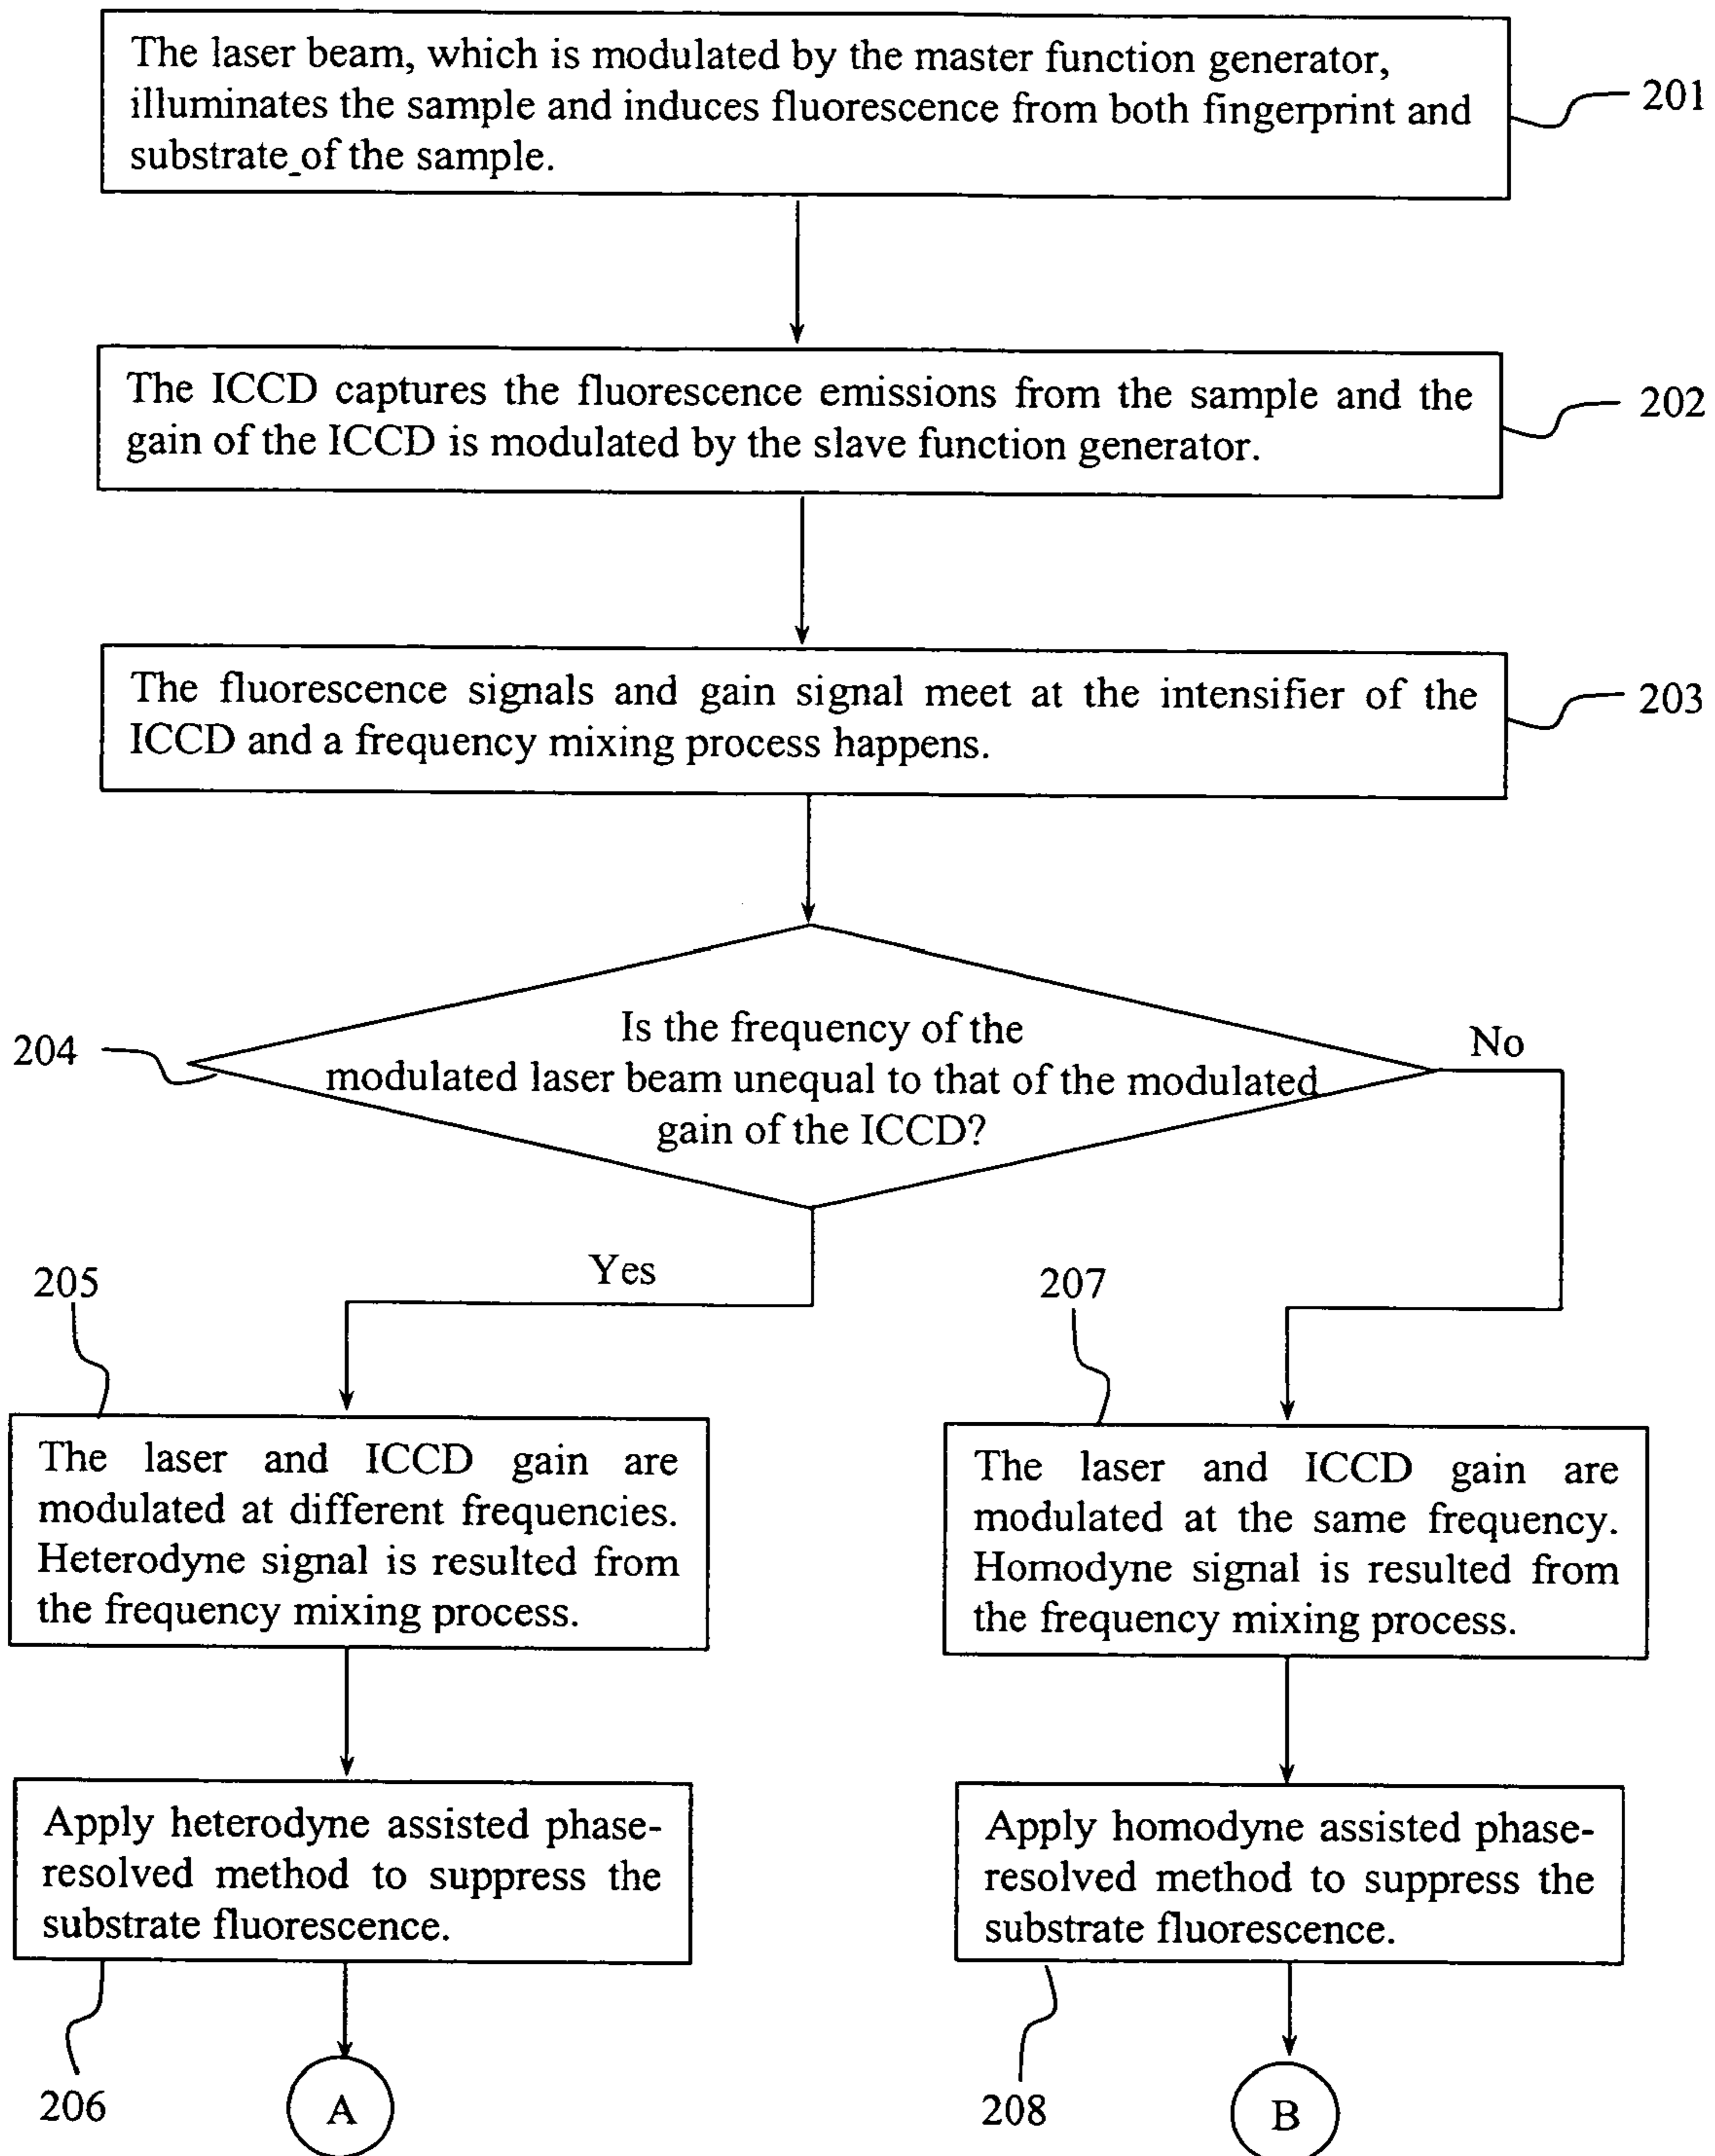 The laser beam, which is modulated by the master function generator,
illuminates the sample and induces fluorescence from both fingerprint and
substrate of the sample.
201
The ICCD captures the fluorescence emissions from the sample and the
gain of the ICCD is modulated by the slave function generator.
202
The fluorescence signals and gain signal meet at the intensifier of the
ICCD and a frequency mixing process happens.
203
204
Is the frequency of the
modulated laser beam unequal to that of the modulated
gain of the ICCD?
No
Yes
205
The laser and ICCD gain are
modulated at different frequencies.
Heterodyne signal is resulted from
the frequency mixing process.
207
The laser and ICCD gain are
modulated at the same frequency.
Homodyne signal is resulted from
the frequency mixing process.
Apply heterodyne assisted phase-
resolved method to suppress the
substrate fluorescence.
206
A
Apply homodyne assisted phase-
resolved method to suppress the
substrate fluorescence.
208
B